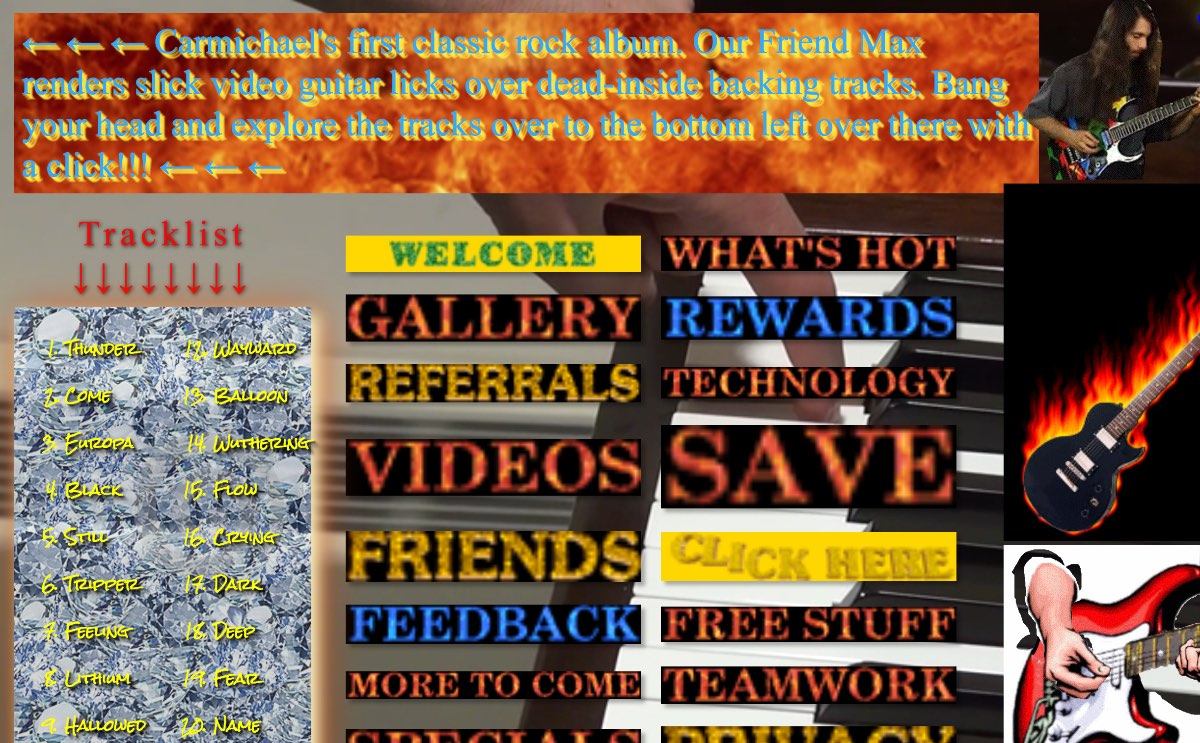 ←←← Carmichael's first classic rock album. Our Friend Max
renders slick video guitar licks over dead-inside backing tracks. Bang
your head and explore the tracks over to the bottom left over there with
a click!!! ←←←
Tracklist
↓↓↓↓↓↓↓↓
1. Thunder
2. Come
3. Europa
4. Black
5. Still
6. Tripper
7. Feeling
8. Lithium
9. Hallowed
12. Wayward
13. Balloon
14. Wuthering
15. Flow
16. Crying
17. Dark
18. Deep
19. Fear
20. Name
WELCOME
GALLERY
REFERRALS
VIDEOS
FRIENDS
FEEDBACK
MORE TO COME
SPECIALS
WHAT'S HOT
REWARDS
TECHNOLOGY
SAVE
CLICK HERE
FREE STUFF
TEAMWORK
PRIVACY